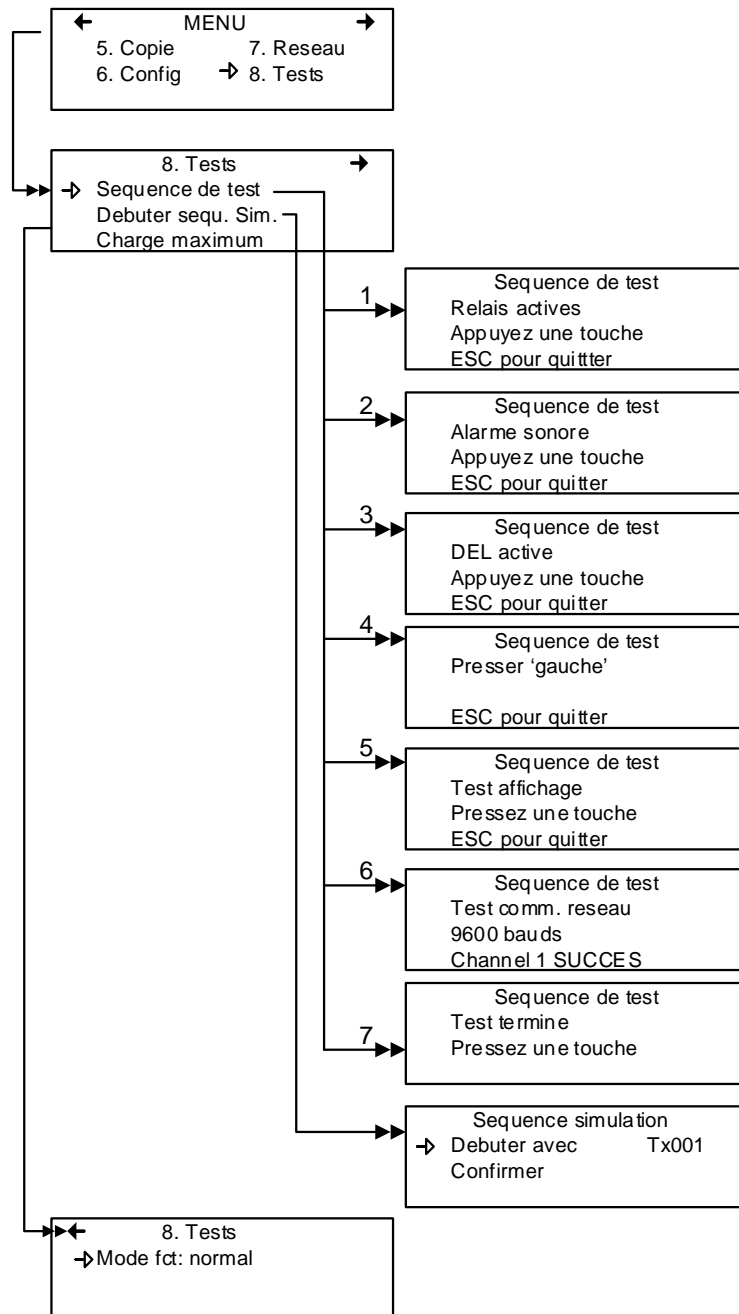 MENU
5. Copie 7. Reseau
6. Config 8. Tests
8. Tests
Sequence de test
Debuter sequ. Sim.
Charge maximum
1
Sequence de test
Relais actives
Appuyez une touche
ESC pour quittter
2
Sequence de test
Alarme sonore
Appuyez une touche
ESC pour quitter
3
Sequence de test
DEL active
Appuyez une touche
ESC pour quitter
4
Sequence de test
Presser ‘gauche’
ESC pour quitter
5
Sequence de test
Test affichage
Pressez une touche
ESC pour quitter
6
Sequence de test
Test comm. reseau
9600 bauds
Channel 1 SUCCES
7
Sequence de test
Test termine
Pressez une touche
Sequence simulation
Debuter avec Tx001
Confirmer
8. Tests
Mode fct: normal